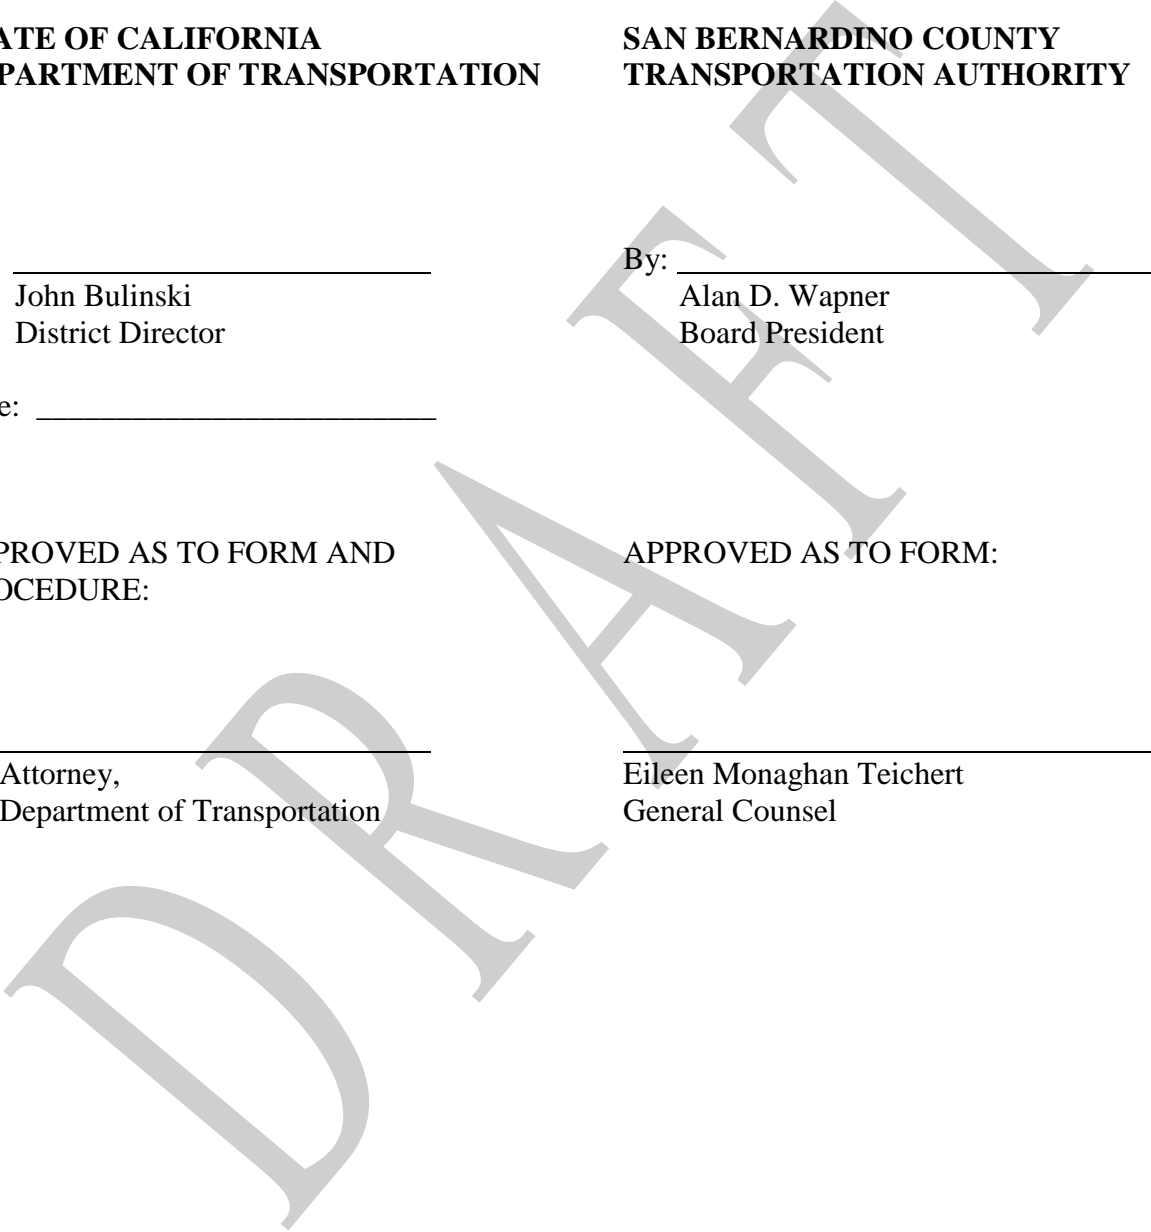 ATE OF CALIFORNIA
PARTMENT OF TRANSPORTATION
John Bulinski
District Director
e: _________________________
PROVED AS TO FORM AND
OCEDURE:
Attorney,
Department of Transportation
SAN BERNARDINO COUNTY
TRANSPORTATION AUTHORITY
By:
Alan D. Wapner
Board President
APPROVED AS TO FORM:
Eileen Monaghan Teichert
General Counsel
DRAFT